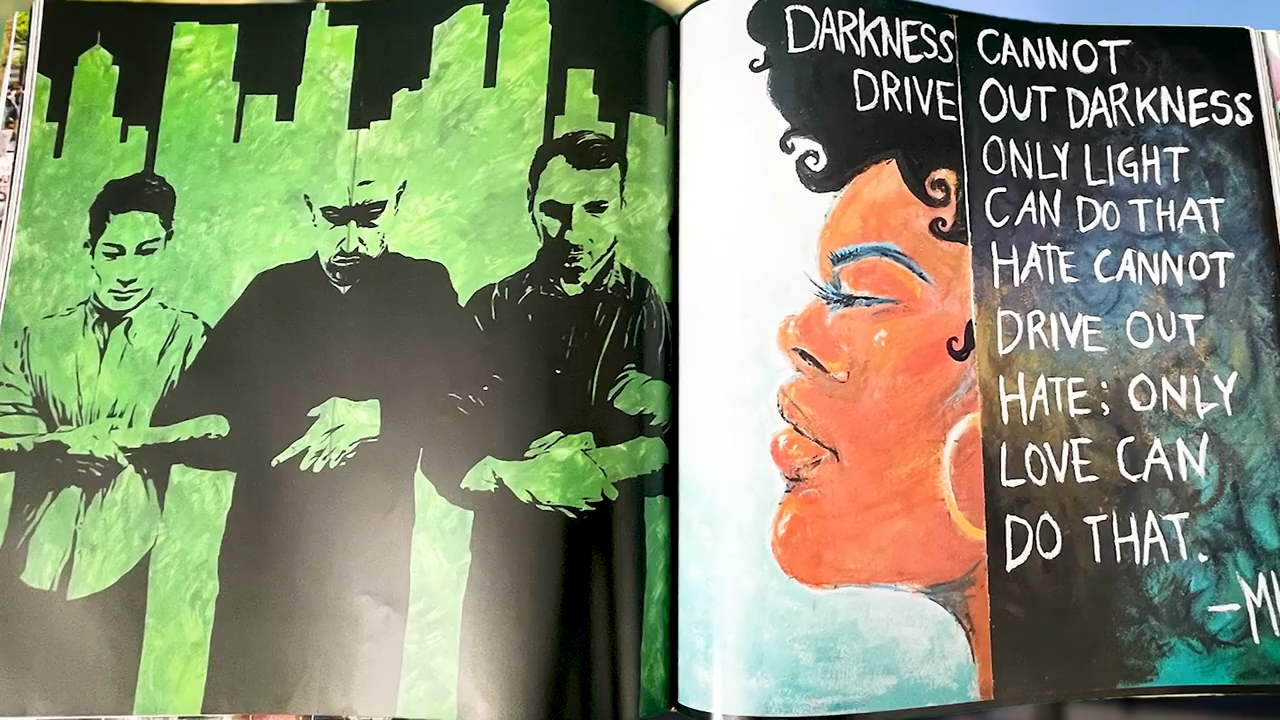 DARKNESS CANNOT
DRIVE OUT DARKNESS
ONLY LIGHT
CAN DO THAT
HATE CANNOT
DRIVE OUT
HATE; ONLY
LOVE CAN
DO THAT.